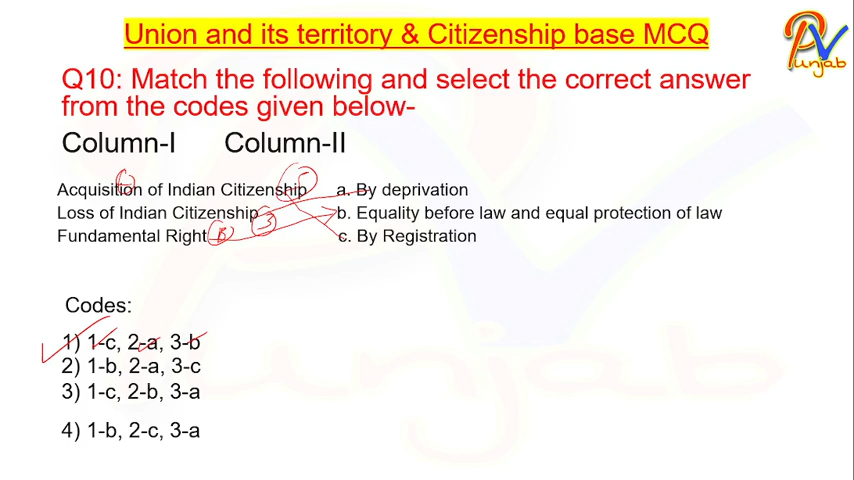 Union and its territory & Citizenship base MCQ
Punjab
Q10: Match the following and select the correct answer
from the codes given below-
Column-I Column-II
Acquisition of Indian Citizenship a. By deprivation
Loss of Indian Citizenship b. Equality before law and equal protection of law
Fundamental Right c. By Registration
Codes:
1) 1-c, 2-a, 3-b
2) 1-b, 2-a, 3-c
3) 1-c, 2-b, 3-a
4) 1-b, 2-c, 3-a